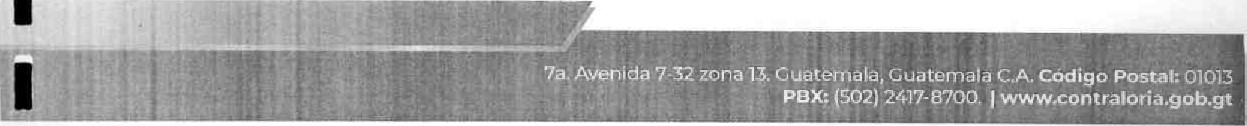 7a. Avenida 7-32 zona 13. Guatemala, Guatemala C.A. Código Postal: 01013
PBX: (502) 2417-8700. | www.contraloria.gob.gt